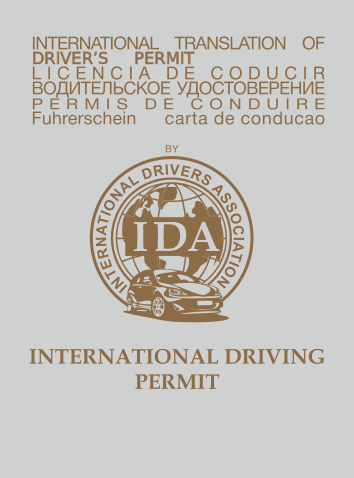 INTERNATIONAL TRANSLATION OF
DRIVER'S PERMIT
LICENCIA DE CODUCIR
ВОДИТЕЛЬСКОЕ УДОСТОВЕРЕНИЕ
PERMIS DE CONDUIRE
Fuhrerschein carta de conducao
BY
INTERNATIONAL DRIVERS ASSOCIATION
IDA
INTERNATIONAL DRIVING
PERMIT